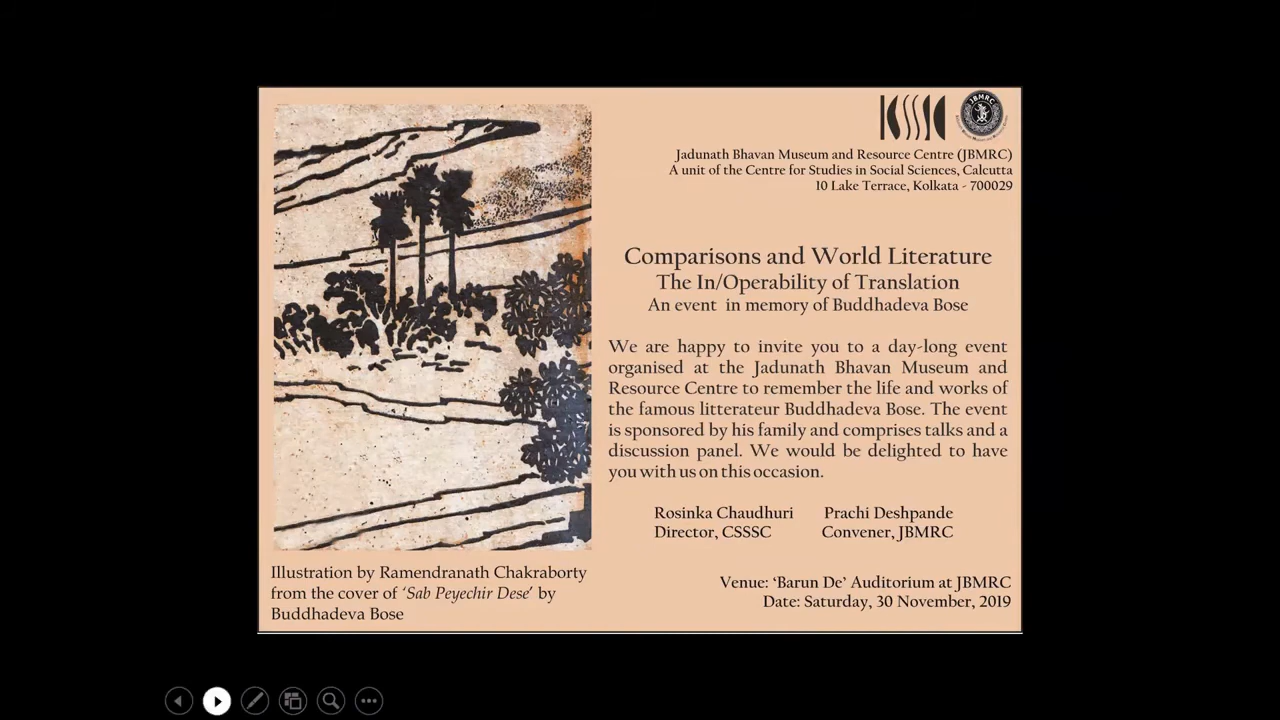 JBMRC
Jadunath Bhavan Museum and Resource Centre (JBMRC)
A unit of the Centre for Studies in Social Sciences, Calcutta
10 Lake Terrace, Kolkata - 700029
Comparisons and World Literature
The In/Operability of Translation
An event in memory of Buddhadeva Bose
We are happy to invite you to a day-long event
organised at the Jadunath Bhavan Museum and
Resource Centre to remember the life and works of
the famous litterateur Buddhadeva Bose. The event
is sponsored by his family and comprises talks and a
discussion panel. We would be delighted to have
you with us on this occasion.
Rosinka Chaudhuri Prachi Deshpande
Director, CSSSC Convener, JBMRC
Venue: ‘Barun De’ Auditorium at JBMRC
Date: Saturday, 30 November, 2019
Illustration by Ramendranath Chakraborty
from the cover of ‘Sab Peyechir Dese’ by
Buddhadeva Bose